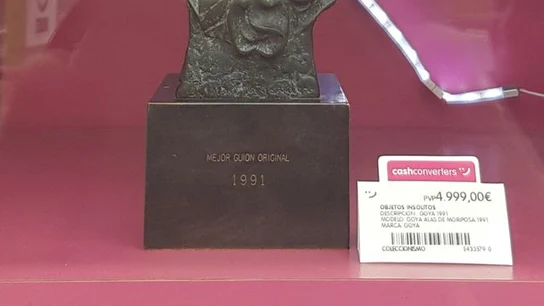 MEJOR GUION ORIGINAL
1991
cashconverters
PVP 4.999,00€
OBJETOS INSOLITOS
DESCRIPCION: GOYA 1991
MODELO: GOYA ALAS DE MORIPOSA 1991
MARCA: GOYA
COLECCIONISMO